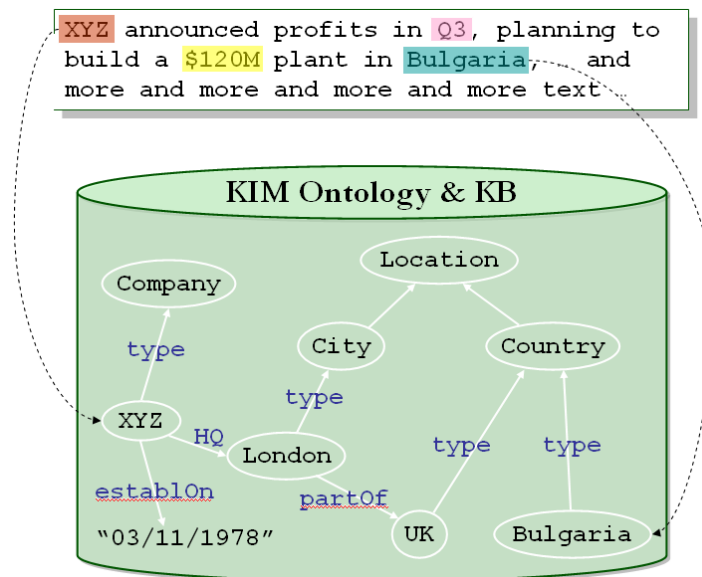 XYZ announced profits in Q3, planning to
build a $120M plant in Bulgaria, and
more and more and more and more text …
KIM Ontology & KB
Location
Company
City
Country
type
type
XYZ
HQ
London
type
type
establOn
partOf
“03/11/1978”
UK
Bulgaria